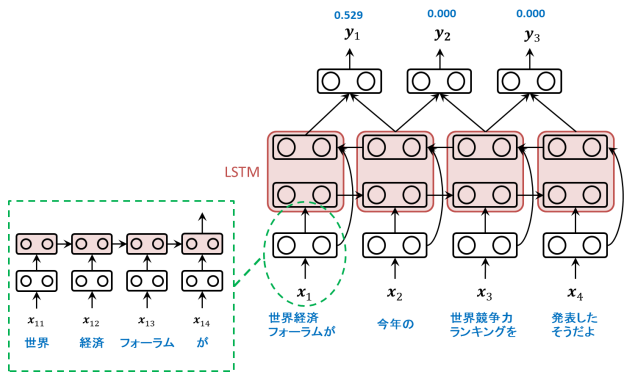 0.529 0.000 0.000
y1 y2 y3
LSTM
x1 x2 x3 x4
世界経済
フォーラムが
今年の
世界競争力
ランキングを
発表した
そうだよ
x11 x12 x13 x14
世界 経済 フォーラム が